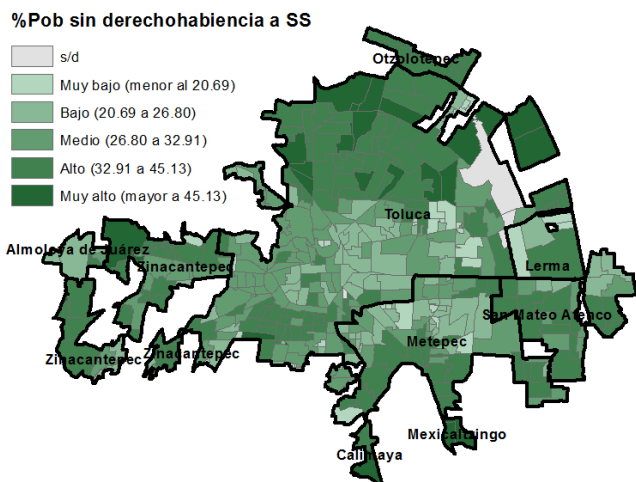 %Pob sin derechohabiencia a SS
s/d
Muy bajo (menor al 20.69)
Bajo (20.69 a 26.80)
Medio (26.80 a 32.91)
Alto (32.91 a 45.13)
Muy alto (mayor a 45.13)
Otzolotepec
Toluca
Almoloya de Juárez
Zinacantepec
Lerma
San Mateo Atenco
Metepec
Zinacantepec
Zinacantepec
Mexicaltzingo
Calimaya